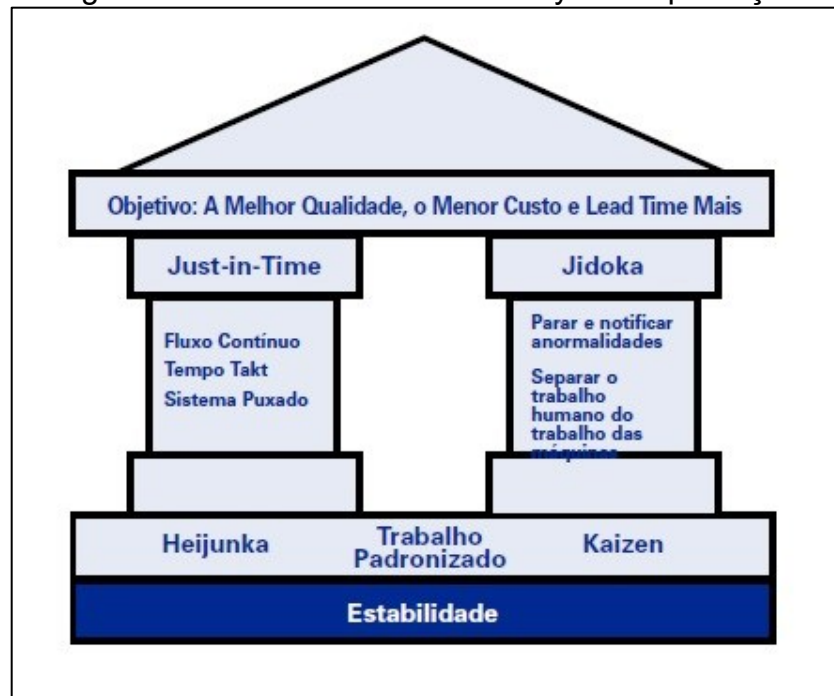 Objetivo: A Melhor Qualidade, o Menor Custo e Lead Time Mais
Just-in-Time
Jidoka
Fluxo Contínuo
Tempo Takt
Sistema Puxado
Parar e notificar
anormalidades
Separar o
trabalho
humano do
trabalho das
máquinas
Heijunka
Trabalho
Padronizado
Kaizen
Estabilidade